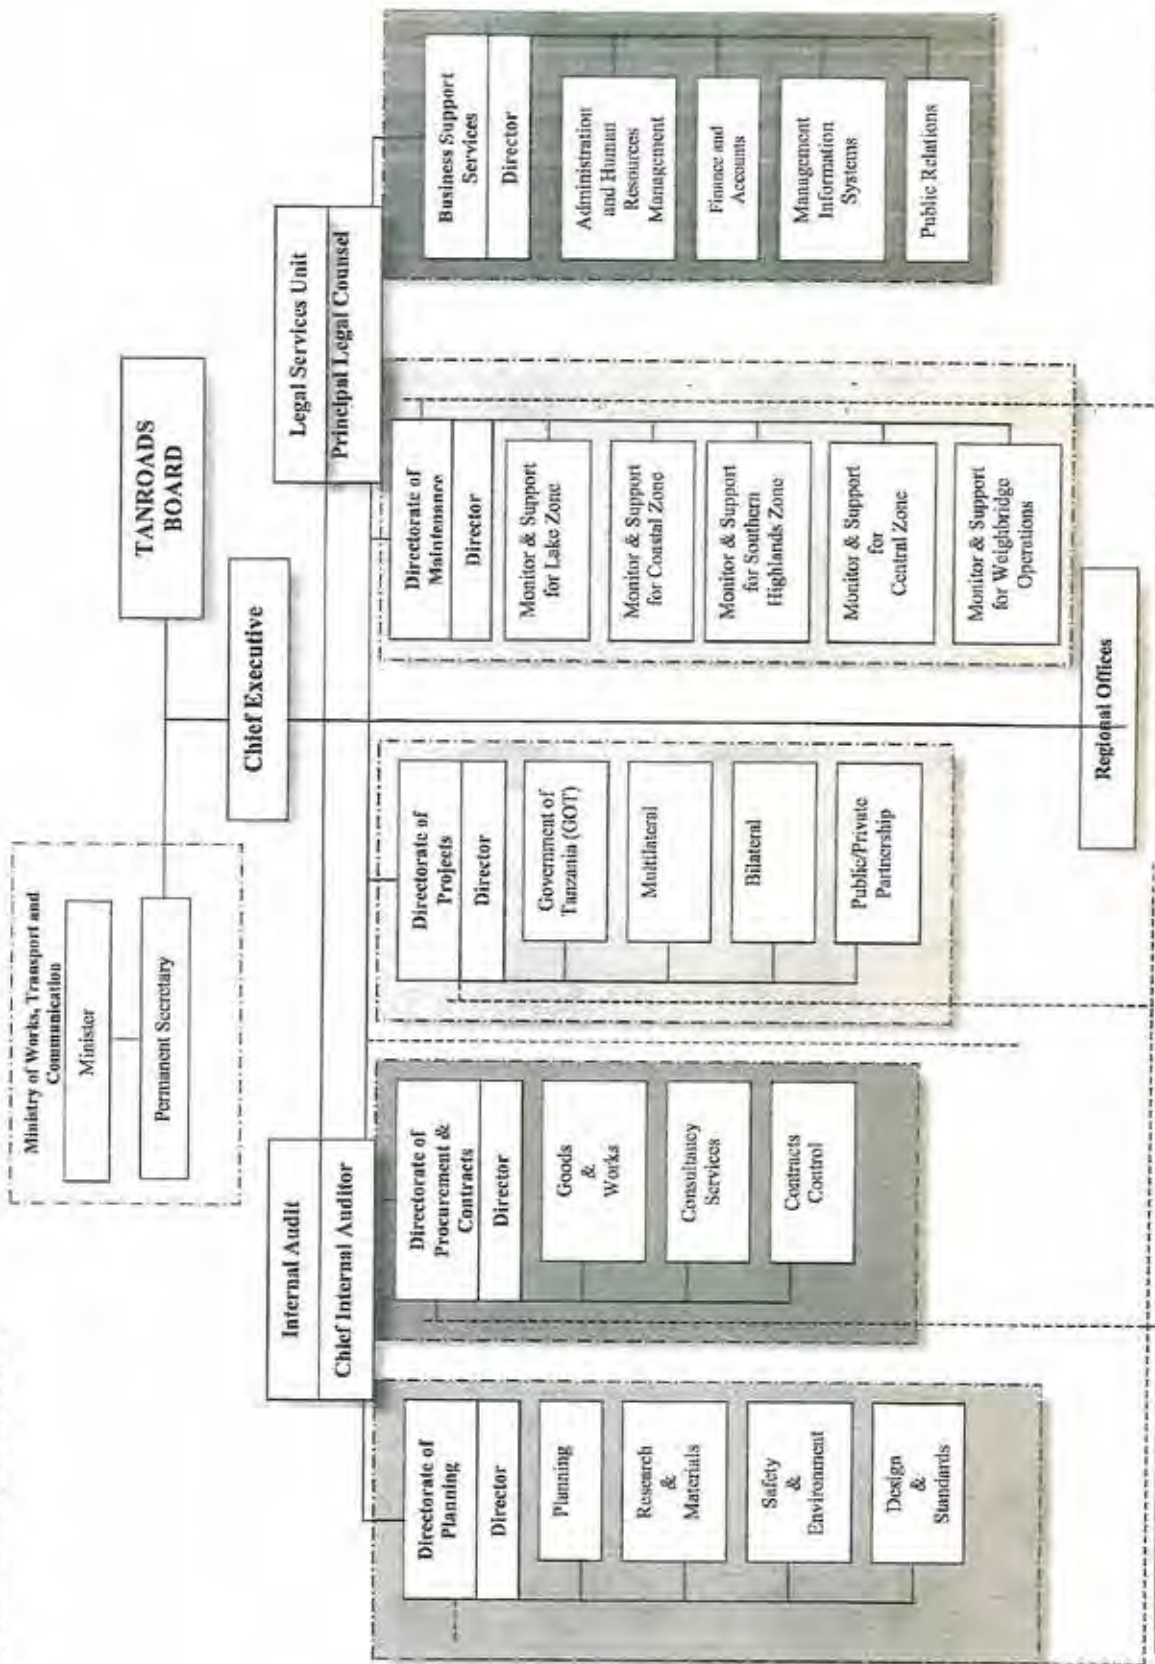 Ministry of Works, Transport and
Communication
Minister
Permanent Secretary
TANROADS
BOARD
Chief Executive
Internal Audit
Chief Internal Auditor
Legal Services Unit
Principal Legal Counsel
Directorate of
Planning
Director
Planning
Research
&
Materials
Safety
&
Environment
Design
&
Standards
Directorate of
Procurement &
Contracts
Director
Goods
&
Works
Consultancy
Services
Contracts
Control
Directorate of
Projects
Director
Government of
Tanzania (GOT)
Multilateral
Bilateral
Public/Private
Partnership
Directorate of
Maintenance
Director
Monitor & Support
for Lake Zone
Monitor & Support
for Coastal Zone
Monitor & Support
for Southern
Highlands Zone
Monitor & Support
for
Central Zone
Monitor & Support
for Weighbridge
Operations
Business Support
Services
Director
Administration
and Human
Resources
Management
Finance and
Accounts
Management
Information
Systems
Public Relations
Regional Offices